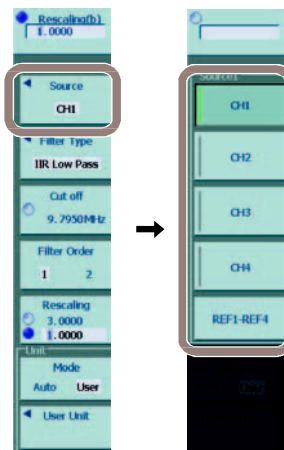 Rescaling(b)
1.0000
Source
CH1
Filter Type
IIR Low Pass
Cut off
9.7950MHz
Filter Order
1 2
Rescaling
3.0000
1.0000
Unit
Mode
Auto User
User Unit
Source1
CH1
CH2
CH3
CH4
REF1-REF4